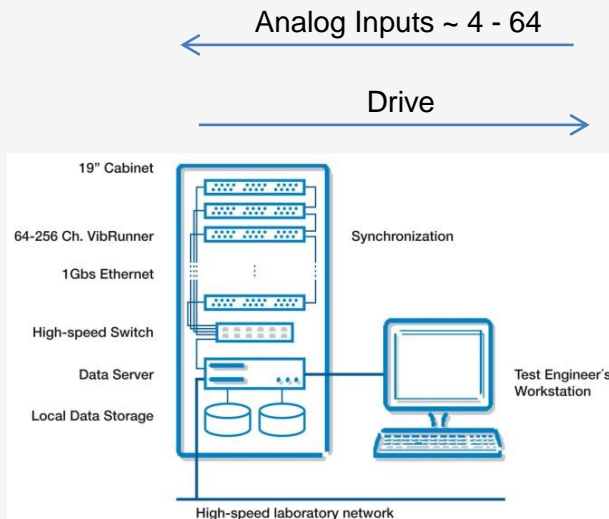 Analog Inputs ~ 4 - 64
Drive
19" Cabinet
64-256 Ch. VibRunner
Synchronization
1Gbs Ethernet
High-speed Switch
Data Server
Test Engineer´s
Workstation
Local Data Storage
High-speed laboratory network